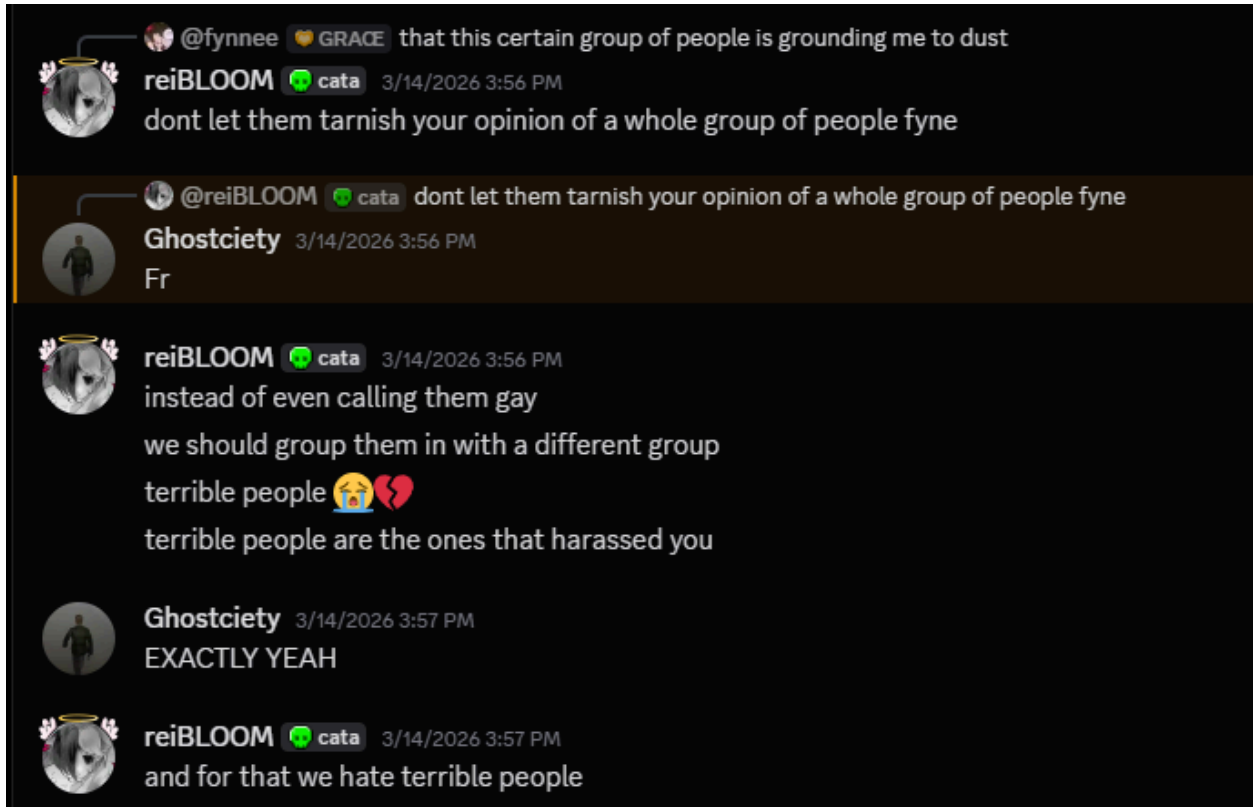 @fynnee GRACE that this certain group of people is grounding me to dust
reiBLOOM cata 3/14/2026 3:56 PM
dont let them tarnish your opinion of a whole group of people fyne
@reiBLOOM cata dont let them tarnish your opinion of a whole group of people fyne
Ghostciety 3/14/2026 3:56 PM
Fr
reiBLOOM cata 3/14/2026 3:56 PM
instead of even calling them gay
we should group them in with a different group
terrible people 😭💔
terrible people are the ones that harassed you
Ghostciety 3/14/2026 3:57 PM
EXACTLY YEAH
reiBLOOM cata 3/14/2026 3:57 PM
and for that we hate terrible people